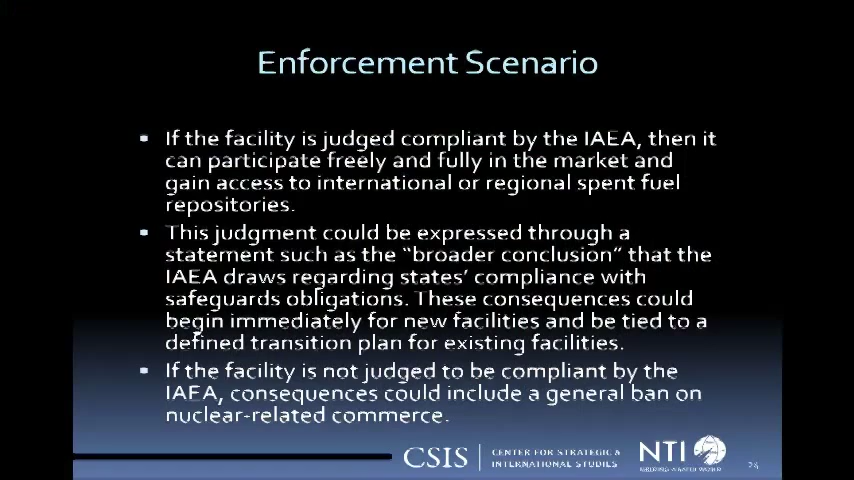 Enforcement Scenario
If the facility is judged compliant by the IAEA, then it
can participate freely and fully in the market and
gain access to international or regional spent fuel
repositories.
This judgment could be expressed through a
statement such as the "broader conclusion" that the
IAEA draws regarding states' compliance with
safeguards obligations. These consequences could
begin immediately for new facilities and be tied to a
defined transition plan for existing facilities.
If the facility is not judged to be compliant by the
IAEA, consequences could include a general ban on
nuclear-related commerce.
CSIS
CENTER FOR STRATEGIC &
INTERNATIONAL STUDIES
NTI
24